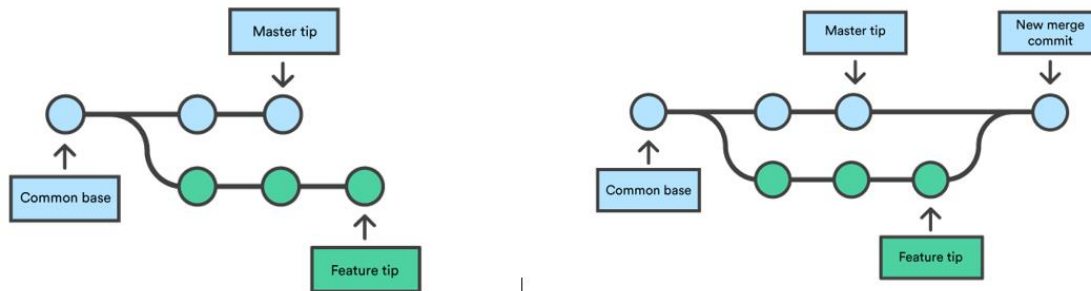 Master tip
Common base
Feature tip
Master tip
New merge
commit
Common base
Feature tip